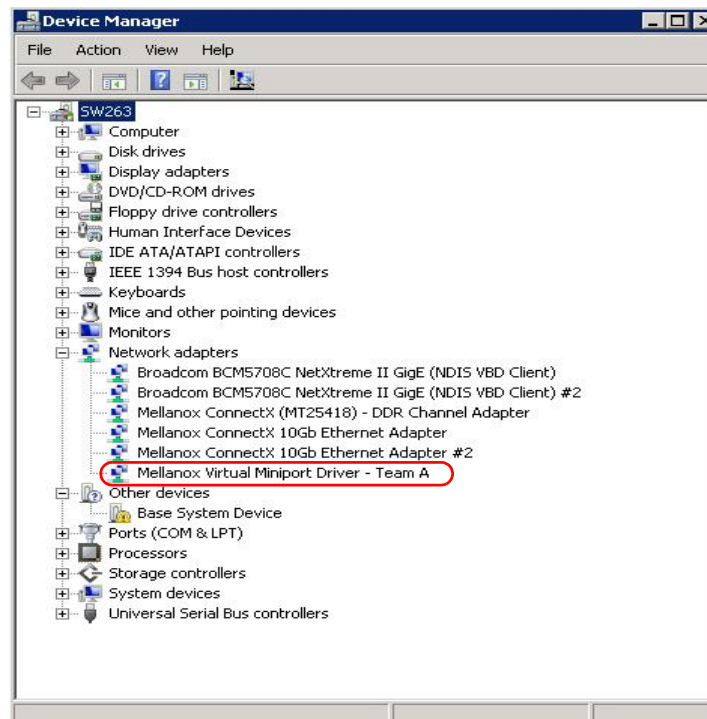 Device Manager
File Action View Help
SW263
Computer
Disk drives
Display adapters
DVD/CD-ROM drives
Floppy drive controllers
Human Interface Devices
IDE ATA/ATAPI controllers
IEEE 1394 Bus host controllers
Keyboards
Mice and other pointing devices
Monitors
Network adapters
Broadcom BCM5708C NetXtreme II GigE (NDIS VBD Client)
Broadcom BCM5708C NetXtreme II GigE (NDIS VBD Client) #2
Mellanox ConnectX (MT25418) - DDR Channel Adapter
Mellanox ConnectX 10Gb Ethernet Adapter
Mellanox ConnectX 10Gb Ethernet Adapter #2
Mellanox Virtual Miniport Driver - Team A
Other devices
Base System Device
Ports (COM & LPT)
Processors
Storage controllers
System devices
Universal Serial Bus controllers